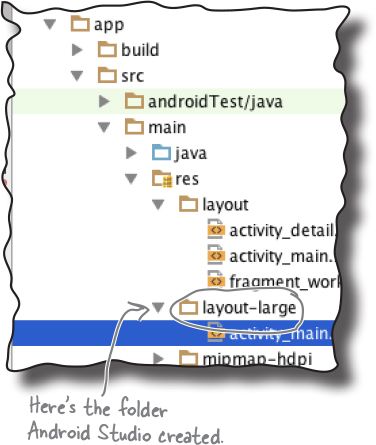 app
build
src
androidTest/java
main
java
res
layout
activity_detail.
activity_main.
fragment_work
layout-large
activity_main.
mipmap-hdpi
Here's the folder
Android Studio created.